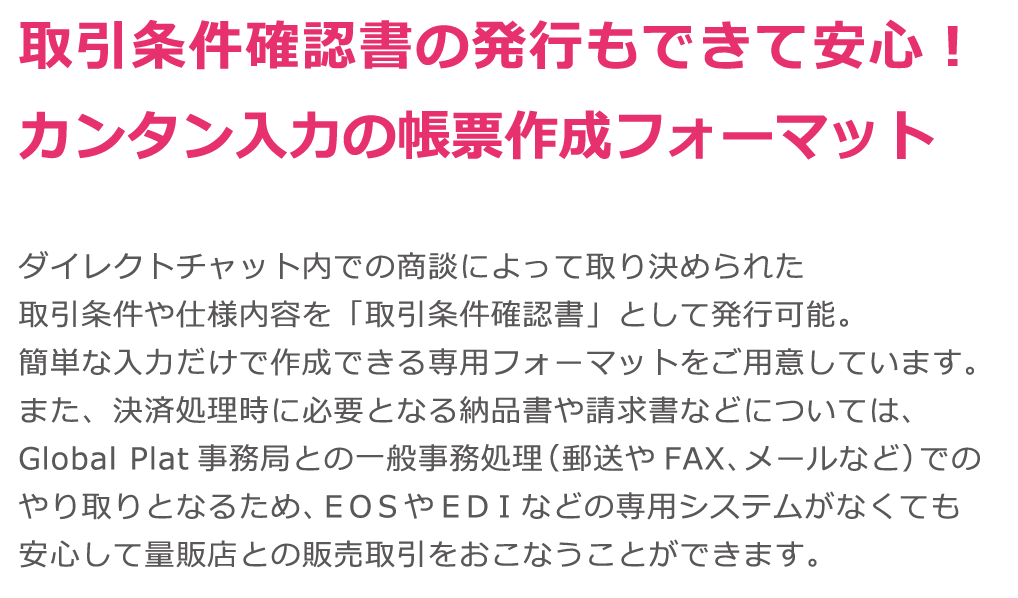 取引条件確認書の発行もできて安心！
カンタン入力の帳票作成フォーマット
ダイレクトチャット内での商談によって取り決められた
取引条件や仕様内容を「取引条件確認書」として発行可能。
簡単な入力だけで作成できる専用フォーマットをご用意しています。
また、決済処理時に必要となる納品書や請求書などについては、
Global Plat 事務局との一般事務処理（郵送や FAX、メールなど）での
やり取りとなるため、ＥＯＳやＥＤＩなどの専用システムがなくても
安心して量販店との販売取引をおこなうことができます。